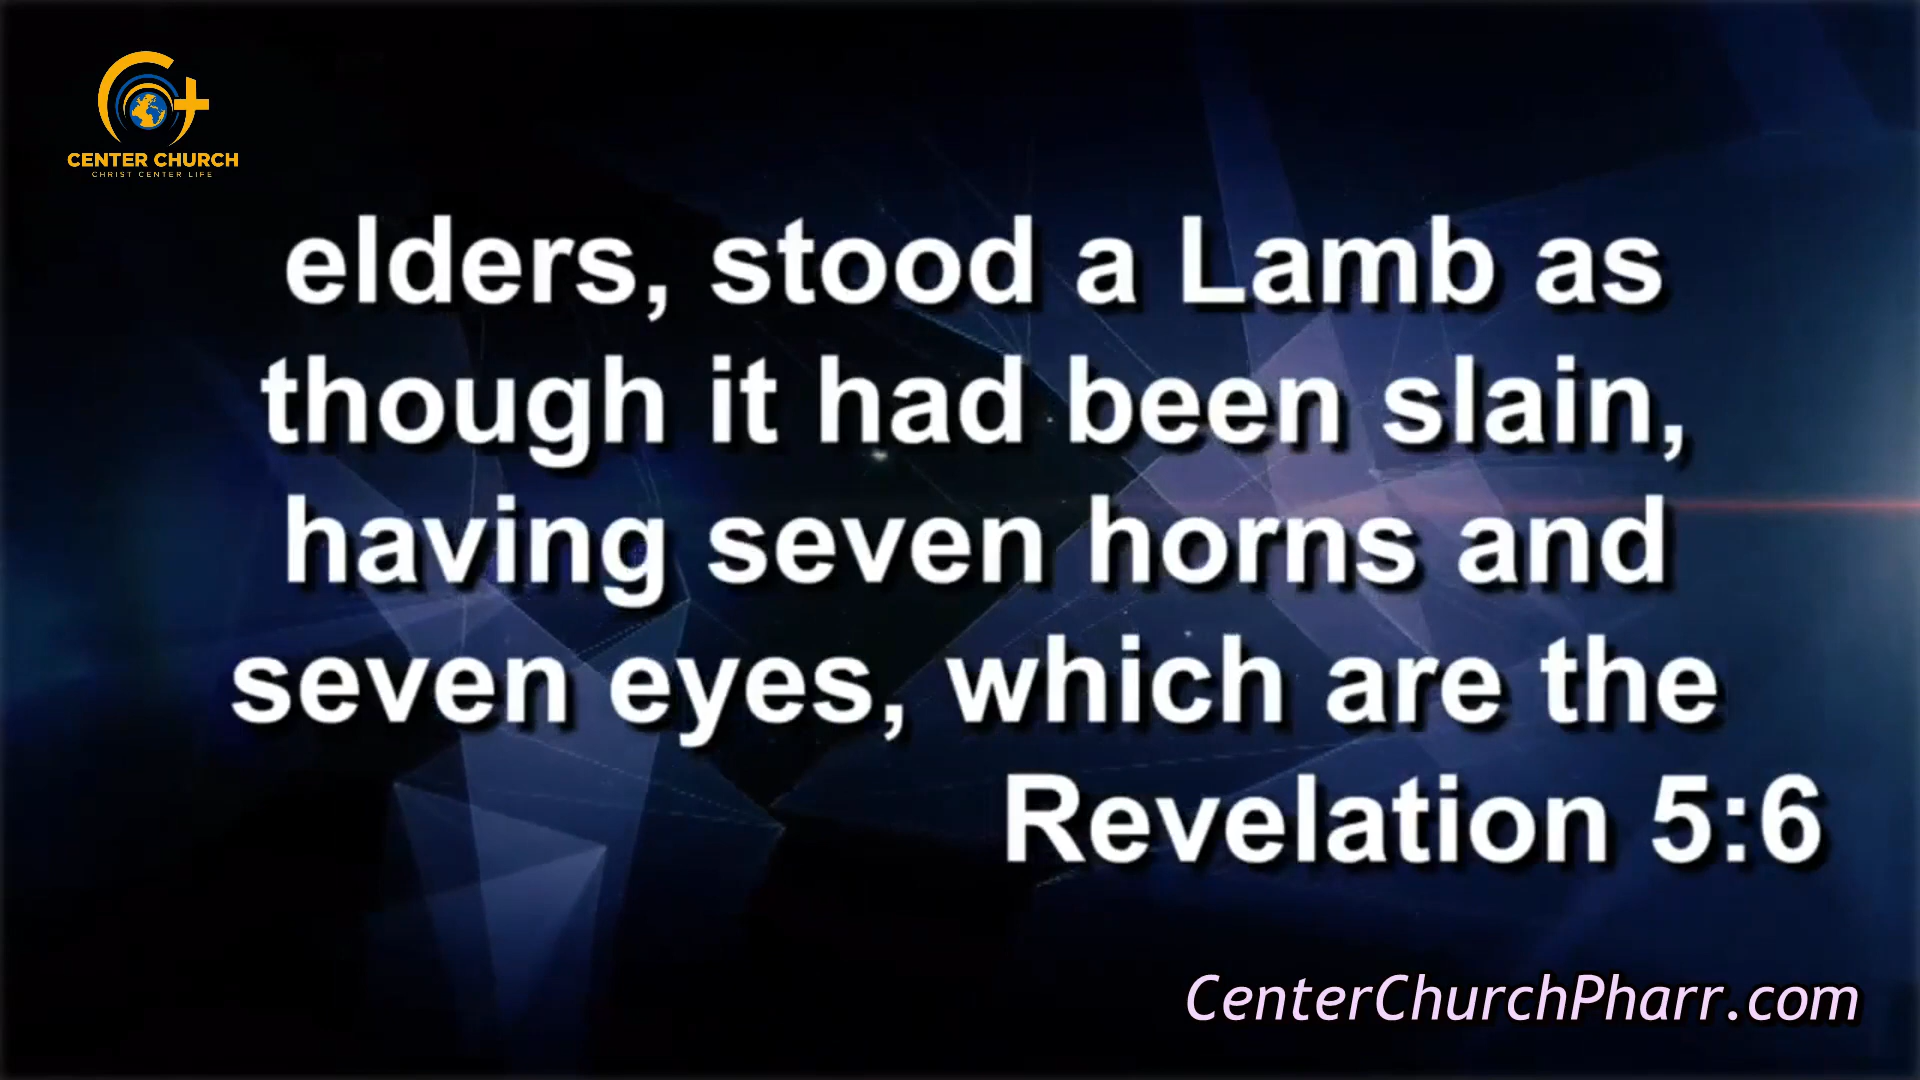 CENTER CHURCH
CHRIST CENTER LIFE
elders, stood a Lamb as
though it had been slain,
having seven horns and
seven eyes, which are the
Revelation 5:6
CenterChurchPharr.com